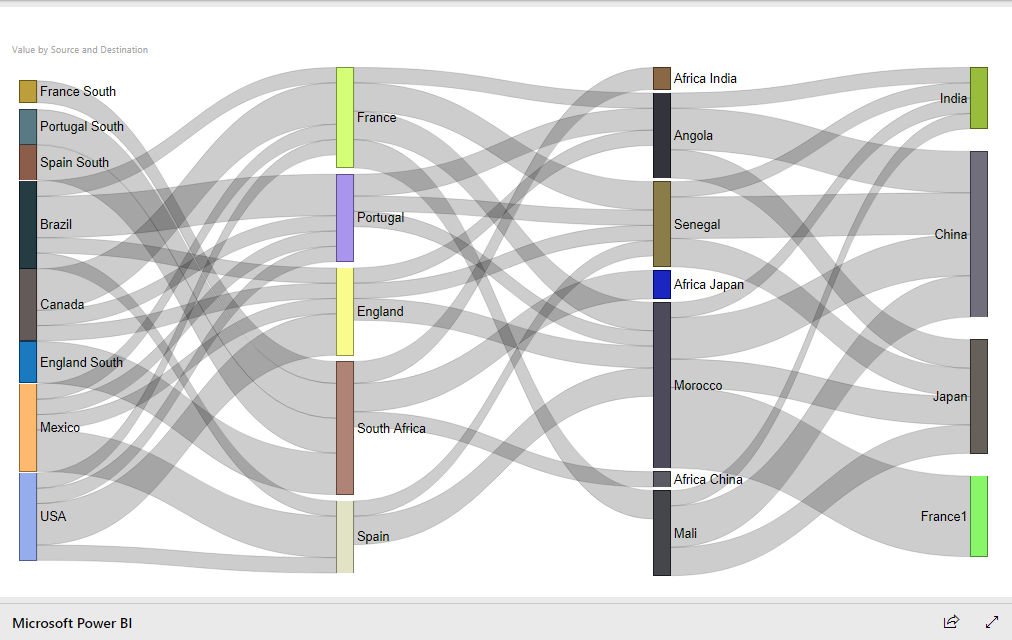 Value by Source and Destination
France South
Portugal South
Spain South
Brazil
Canada
England South
Mexico
USA
France
Portugal
England
South Africa
Spain
Africa India
Angola
Senegal
Africa Japan
Morocco
Africa China
Mali
India
China
Japan
France1
Microsoft Power BI